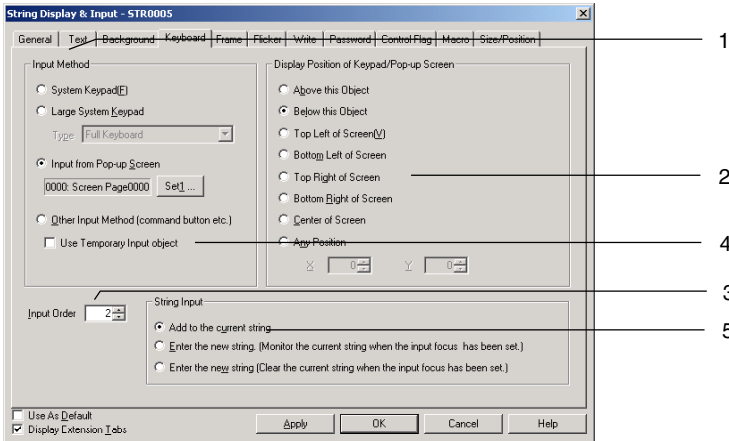 String Display & Input - STR0005
General Text Background Keyboard Frame Flicker Write Password Control Flag Macro Size/Position
1
Input Method
System Keypad(F)
Large System Keypad
Type Full Keyboard
Input from Pop-up Screen
0000: Screen Page0000 Set1 ...
Other Input Method (command button etc.)
Use Temporary Input object
Display Position of Keypad/Pop-up Screen
Above this Object
Below this Object
Top Left of Screen(V)
Bottom Left of Screen
Top Right of Screen
Bottom Right of Screen
Center of Screen
Any Position
X 0 Y 0
2
4
3
Input Order 2
String Input
Add to the current string
5
Enter the new string. (Monitor the current string when the input focus has been set.)
Enter the new string (Clear the current string when the input focus has been set.)
Use As Default
Display Extension Tabs
Apply OK Cancel Help